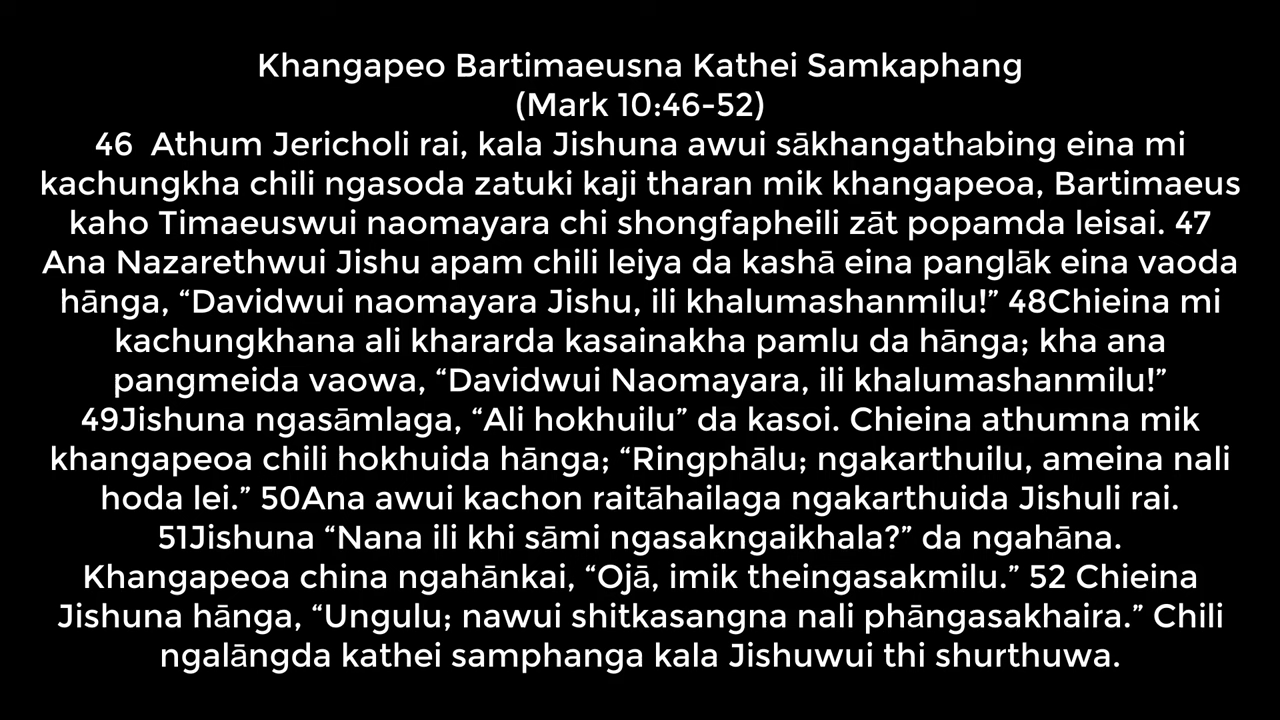 Khangapeo Bartimaeusna Kathei Samkaphang
(Mark 10:46-52)
46 Athum Jericholi rai, kala Jishuna awui sākhangathabing eina mi
kachungkha chili ngasoda zatuki kaji tharan mik khangapeoa, Bartimaeus
kaho Timaeuswui naomayara chi shongfapheili zāt popamda leisai. 47
Ana Nazarethwui Jishu apam chili leiya da kashā eina panglāk eina vaoda
hānga, “Davidwui naomayara Jishu, ili khalumashanmilu!” 48Chieina mi
kachungkhana ali khararda kasainakha pamlu da hānga; kha ana
pangmeida vaowa, “Davidwui Naomayara, ili khalumashanmilu!”
49Jishuna ngasāmlaga, “Ali hokhuilu” da kasoi. Chieina athumna mik
khangapeoa chili hokhuida hānga; “Ringphālu; ngakarthuilu, ameina nali
hoda lei.” 50Ana awui kachon raitāhailaga ngakarthuida Jishuli rai.
51Jishuna “Nana ili khi sāmi ngasakngaikhala?” da ngahāna.
Khangapeoa china ngahānkai, “Ojā, imik theingasakmilu.” 52 Chieina
Jishuna hānga, “Ungulu; nawui shitkasangna nali phāngasakhaira.” Chili
ngalāngda kathei samphanga kala Jishuwui thi shurthuwa.